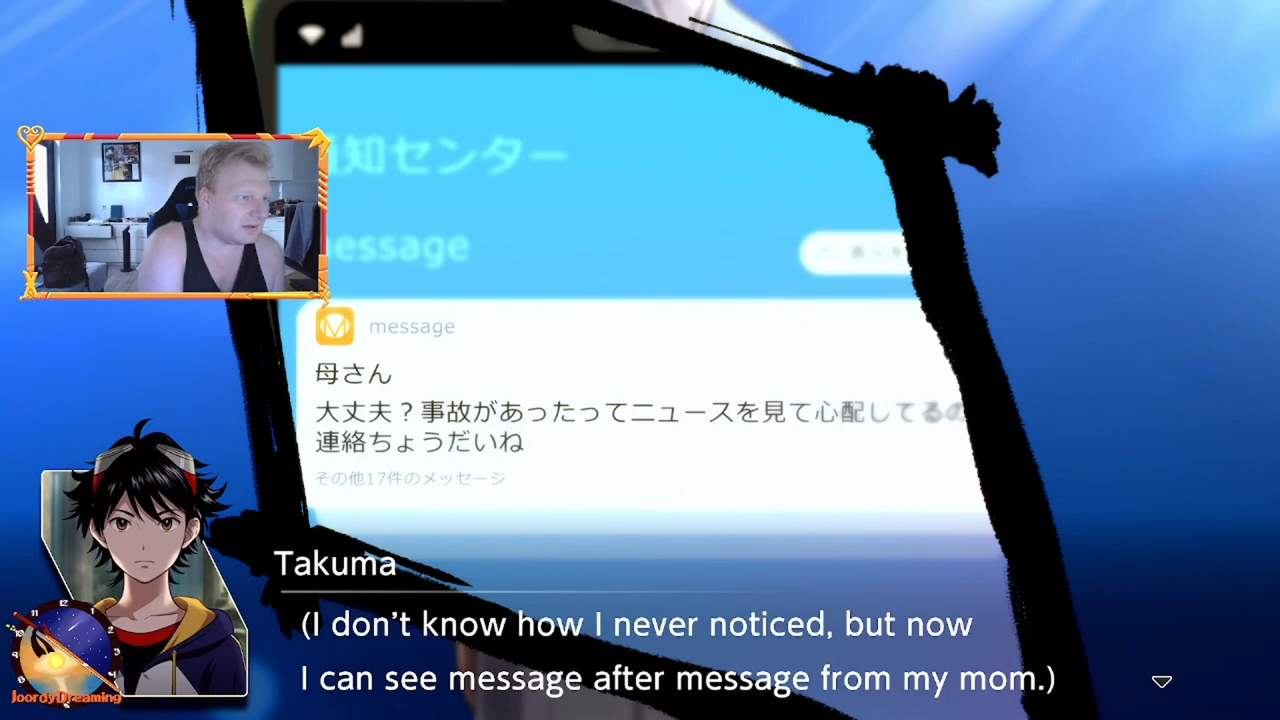 知センター
essage
message
母さん
大丈夫？事故があったってニュースを見て心配してるの
連絡ちょうだいね
その他17件のメッセージ
Takuma
(I don't know how I never noticed, but now
I can see message after message from my mom.)
JoordyDreaming